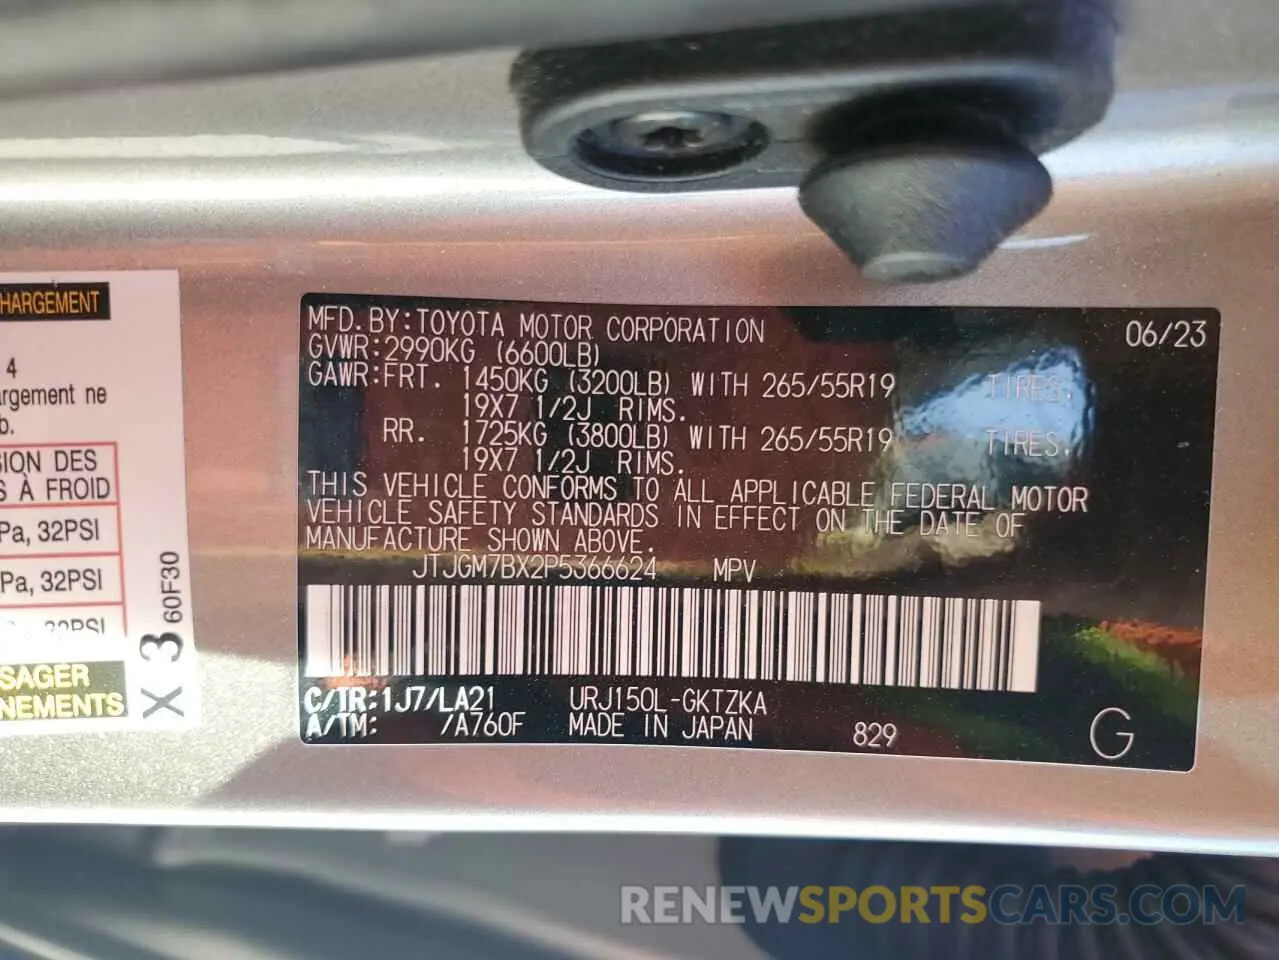 HARGEMENT
4
argement ne
b.
SION DES
S À FROID
Pa, 32PSI
Pa, 32PSI
32PSI
SAGER
NEMENTS
X 3 60F30
MFD.BY:TOYOTA MOTOR CORPORATION 06/23
GVWR:2990KG (6600LB)
GAWR:FRT. 1450KG (3200LB) WITH 265/55R19 TIRES.
19X7 1/2J RIMS.
RR. 1725KG (3800LB) WITH 265/55R19 TIRES.
19X7 1/2J RIMS.
THIS VEHICLE CONFORMS TO ALL APPLICABLE FEDERAL MOTOR
VEHICLE SAFETY STANDARDS IN EFFECT ON THE DATE OF
MANUFACTURE SHOWN ABOVE.
JTJGM7BX2P5366624 MPV
C/TR:1J7/LA21 URJ150L-GKTZKA
A/TM: /A760F MADE IN JAPAN 829 G
RENEWSPORTSCARS.COM